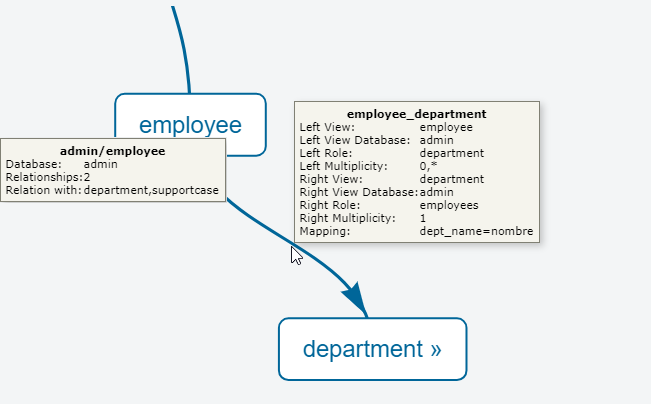 employee
admin/employee
Database: admin
Relationships:2
Relation with: department,supportcase
employee_department
Left View: employee
Left View Database: admin
Left Role: department
Left Multiplicity: 0,*
Right View: department
Right View Database:admin
Right Role: employees
Right Multiplicity: 1
Mapping: dept_name=nombre
department »